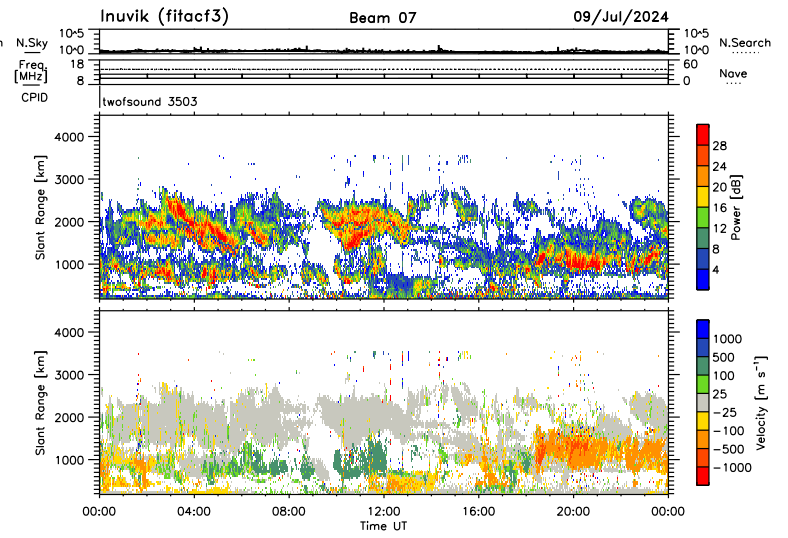 Inuvik (fitacf3) Beam 07 09/Jul/2024
N.Sky 10^5 10^0 10^5 10^0 N.Search
Freq. [MHz] 18 8 60 0 Nave
CPID twofsound 3503
Slant Range [km] 4000 3000 2000 1000
Power [dB] 28 24 20 16 12 8 4
Slant Range [km] 4000 3000 2000 1000
Velocity [m s^-1] 1000 500 100 25 -25 -100 -500 -1000
00:00 04:00 08:00 12:00 16:00 20:00 00:00
Time UT